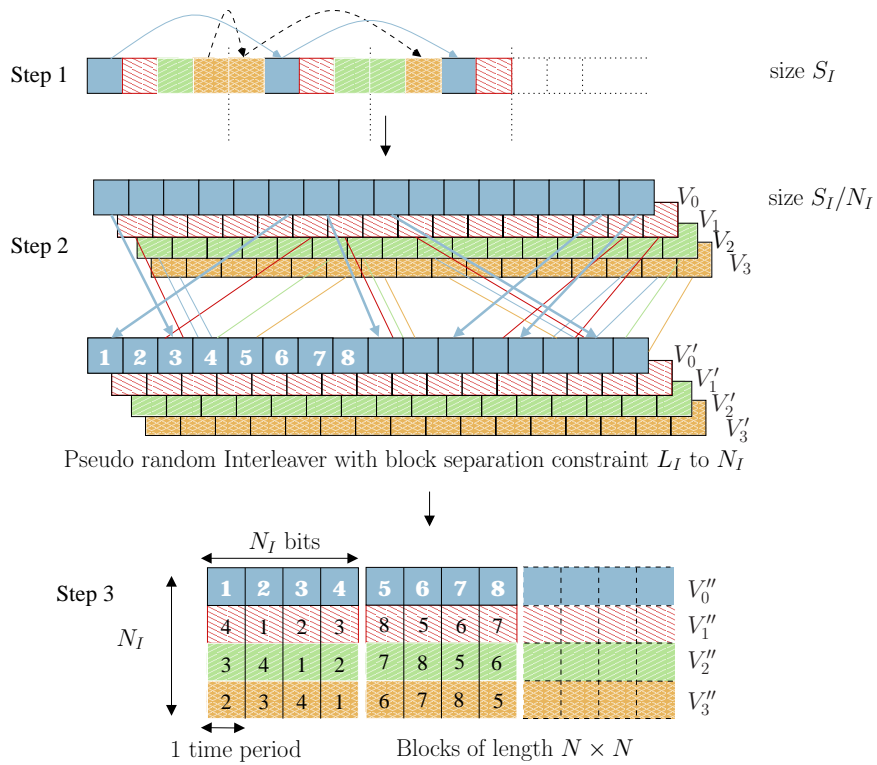 Step 1
size S_I
Step 2
size S_I/N_I
V_0
V_1
V_2
V_3
1 2 3 4 5 6 7 8
V'_0
V'_1
V'_2
V'_3
Pseudo random Interleaver with block separation constraint L_I to N_I
N_I bits
Step 3
N_I
1 2 3 4 5 6 7 8 V''_0
4 1 2 3 8 5 6 7 V''_1
3 4 1 2 7 8 5 6 V''_2
2 3 4 1 6 7 8 5 V''_3
1 time period
Blocks of length N × N